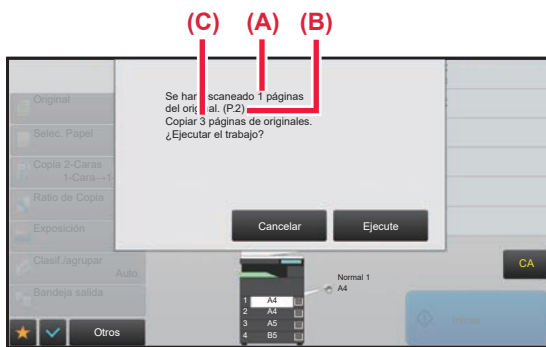 (C) (A) (B)
Se han escaneado 1 páginas
del original. (P.2)
Copiar 3 páginas de originales.
¿Ejecutar el trabajo?
Cancelar Ejecute
Original
Selec. Papel
Copia 2-Caras
1-Cara→1
Ratio de Copia
Exposición
Clasif./agrupar
Auto.
Bandeja salida
Otros
Normal 1
A4
1 A4
2 A4
3 A5
4 B5
CA